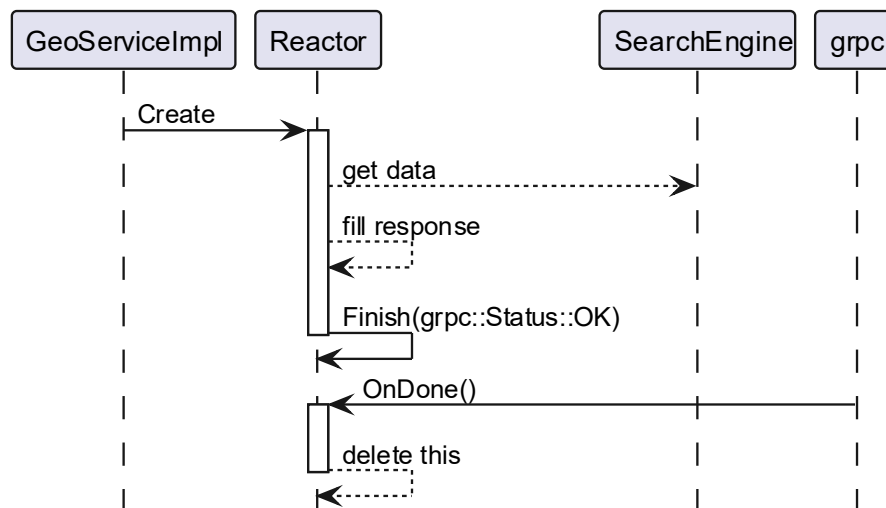 GeoServiceImpl
Reactor
SearchEngine
grpc
Create
get data
fill response
Finish(grpc::Status::OK)
OnDone()
delete this